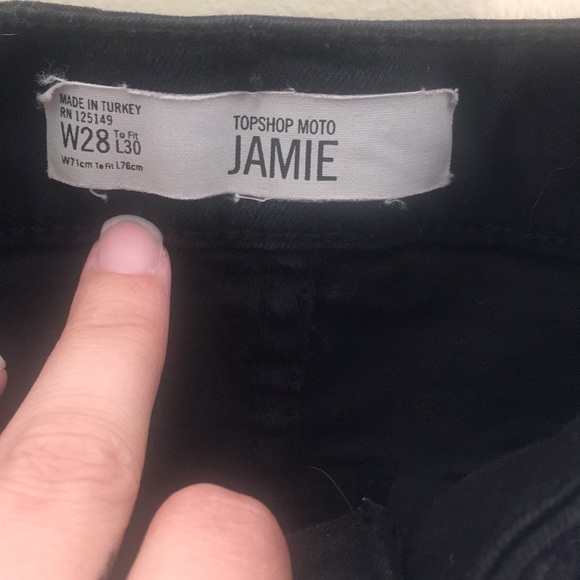 MADE IN TURKEY
RN 125149
W28 To Fit L30
W71cm To Fit L76cm
TOPSHOP MOTO
JAMIE